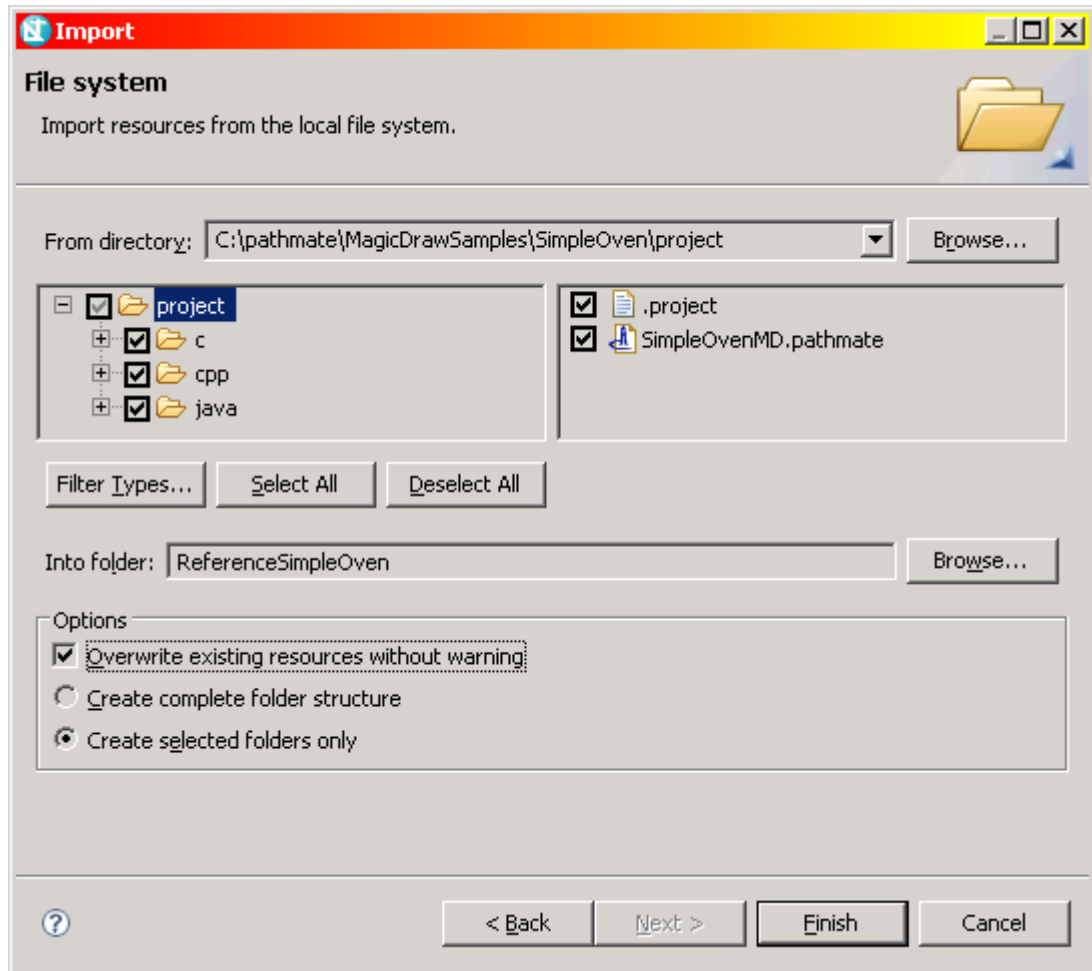 Import
File system
Import resources from the local file system.
From directory: C:\pathmate\MagicDrawSamples\SimpleOven\project Browse...
project .project
c SimpleOvenMD.pathmate
cpp
java
Filter Types... Select All Deselect All
Into folder: ReferenceSimpleOven Browse...
Options
Overwrite existing resources without warning
Create complete folder structure
Create selected folders only
? < Back Next > Finish Cancel